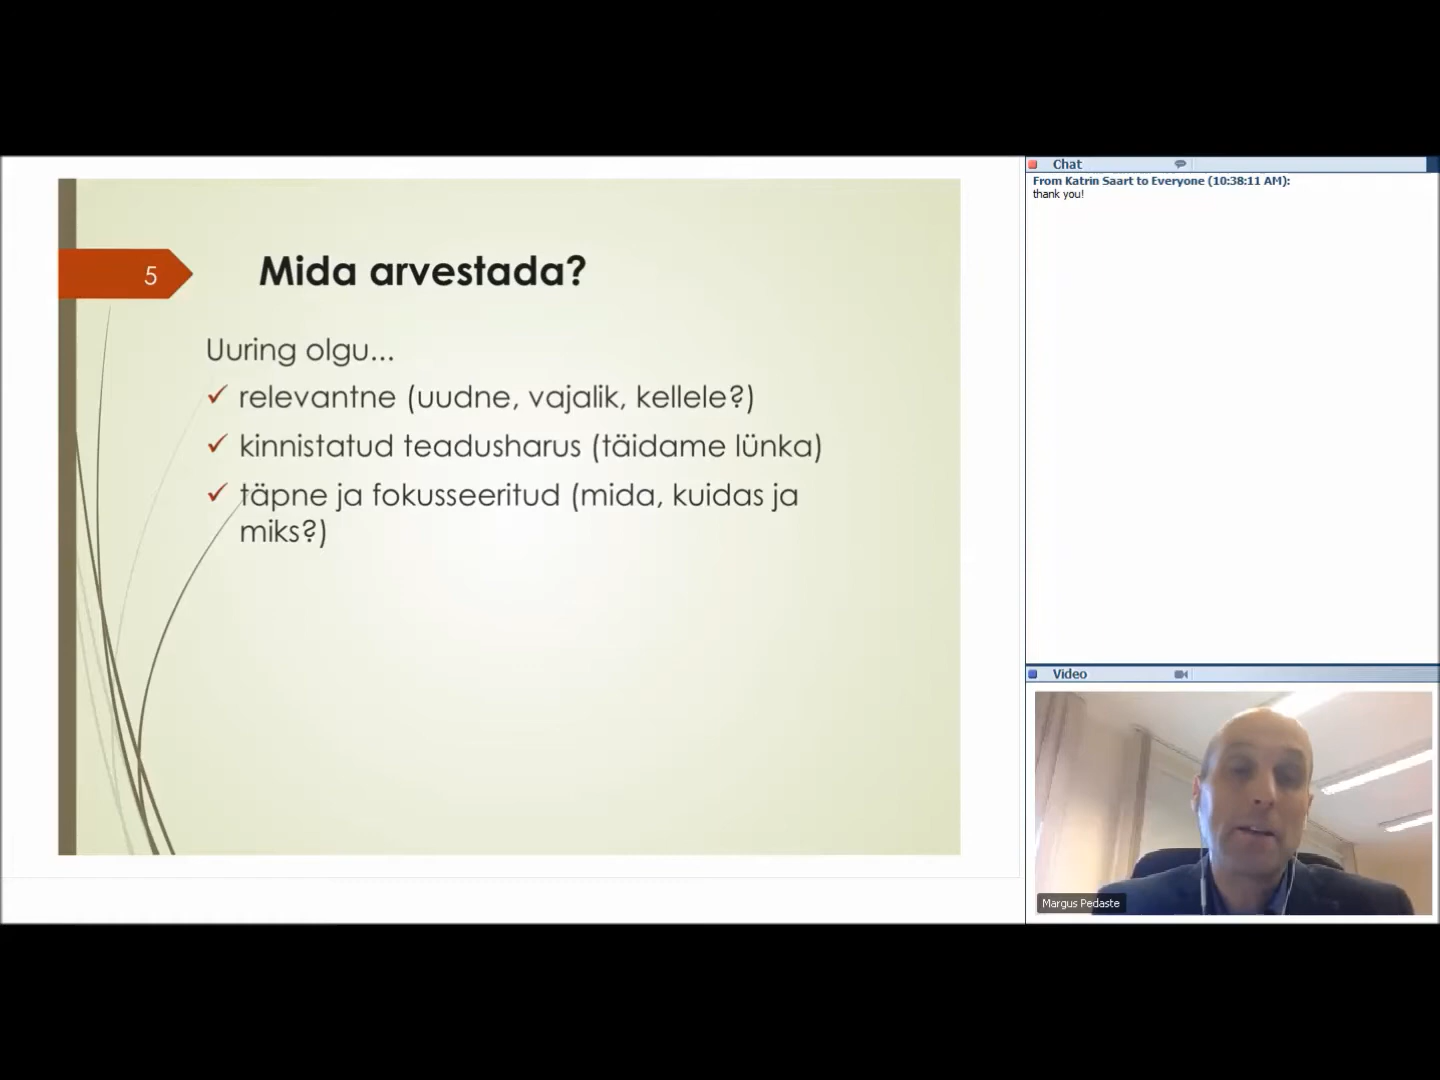 5
Mida arvestada?
Uuring olgu...
✓ relevantne (uudne, vajalik, kellele?)
✓ kinnistatud teadusharus (täidame lünka)
✓ täpne ja fokusseeritud (mida, kuidas ja
miks?)
Chat
From Katrin Saart to Everyone (10:38:11 AM):
thank you!
Video
Margus Pedaste